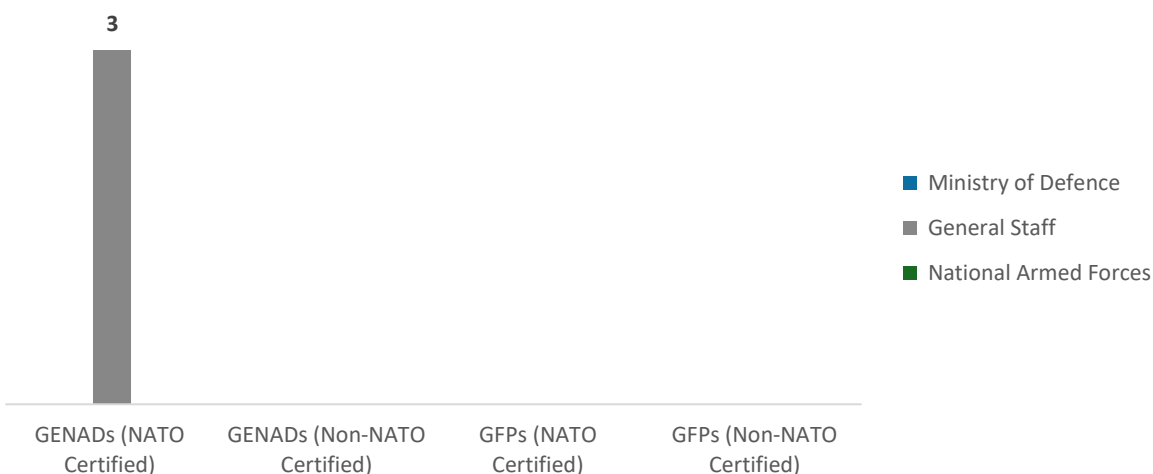 3
Ministry of Defence
General Staff
National Armed Forces
GENADs (NATO
Certified)
GENADs (Non-NATO
Certified)
GFPs (NATO
Certified)
GFPs (Non-NATO
Certified)